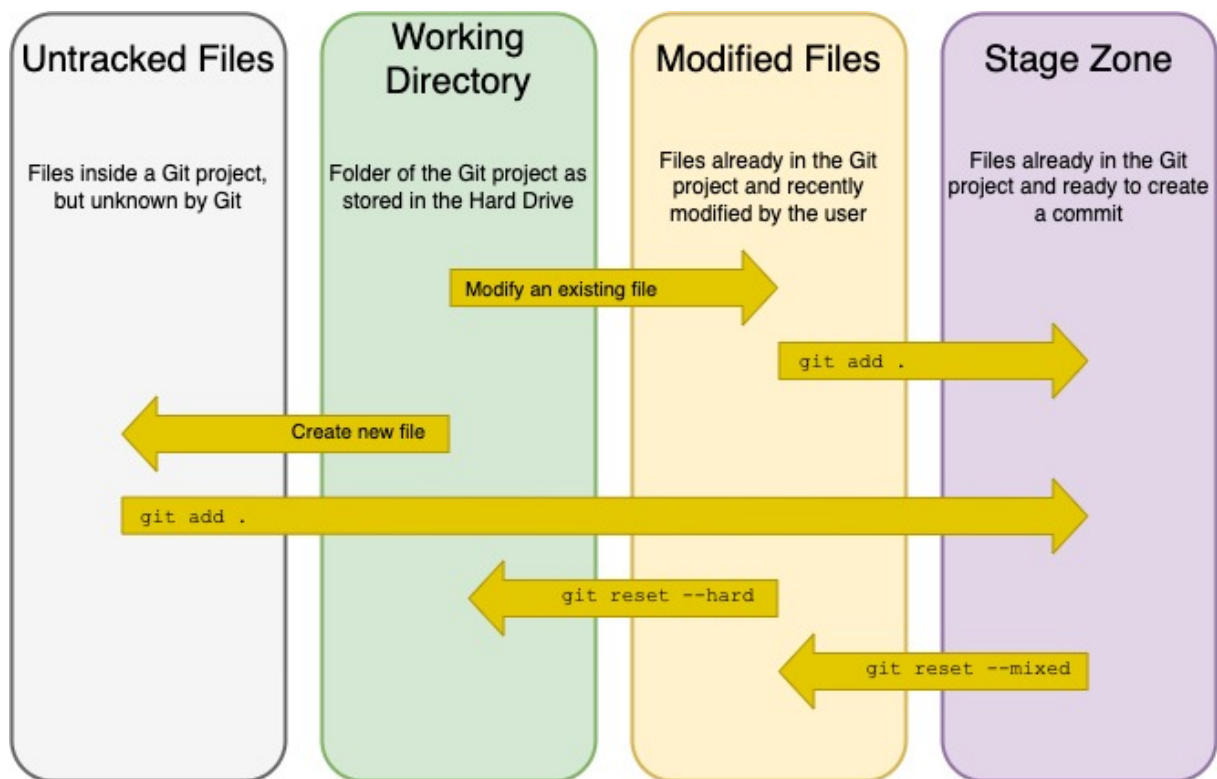 Untracked Files
Working
Directory
Modified Files
Stage Zone
Files inside a Git project,
but unknown by Git
Folder of the Git project as
stored in the Hard Drive
Files already in the Git
project and recently
modified by the user
Files already in the Git
project and ready to create
a commit
Modify an existing file
git add .
Create new file
git add .
git reset --hard
git reset --mixed